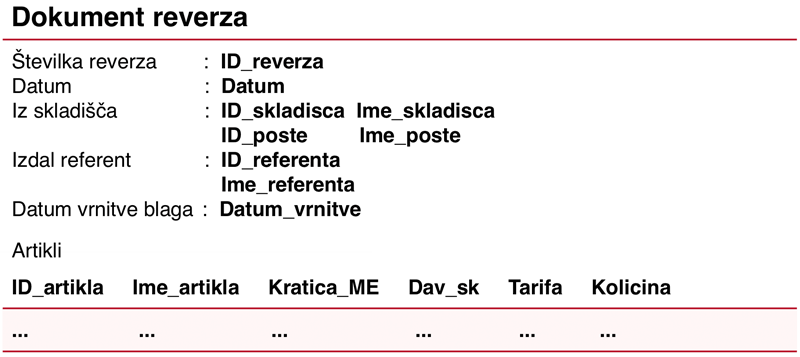 Dokument reverza
Številka reverza : ID_reverza
Datum : Datum
Iz skladišča : ID_skladisca Ime_skladisca
ID_poste Ime_poste
Izdal referent : ID_referenta
Ime_referenta
Datum vrnitve blaga : Datum_vrnitve
Artikli
ID_artikla Ime_artikla Kratica_ME Dav_sk Tarifa Kolicina
... ... ... ... ... ...